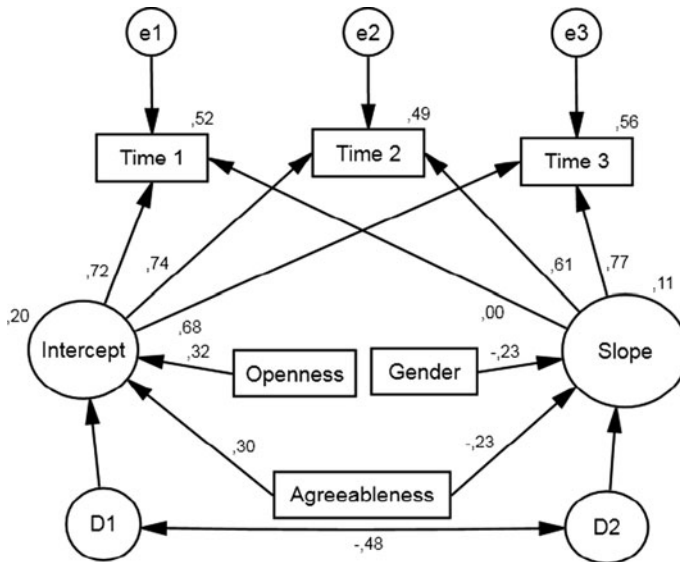 e1 e2 e3
,52 ,49 ,56
Time 1 Time 2 Time 3
,72 ,74 ,61 ,77
,20 ,11
,68 ,00
Intercept ,32 -,23 Slope
Openness Gender
,30 -,23
Agreeableness
D1 D2
-,48